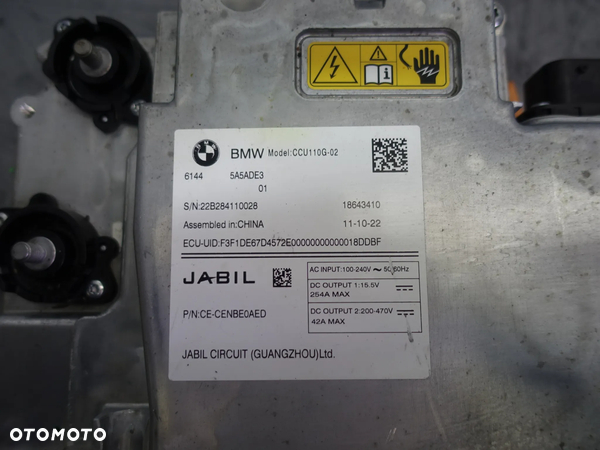 BMW Model:CCU110G-02
6144 5A5ADE3
01
S/N:22B284110028 18643410
Assembled in:CHINA 11-10-22
ECU-UID:F3F1DE67D4572E00000000000018DDBF
JABIL
P/N:CE-CENBE0AED
AC INPUT:100-240V 50/60Hz
DC OUTPUT 1:15.5V
254A MAX
DC OUTPUT 2:200-470V
42A MAX
JABIL CIRCUIT (GUANGZHOU)Ltd.
OTOMOTO